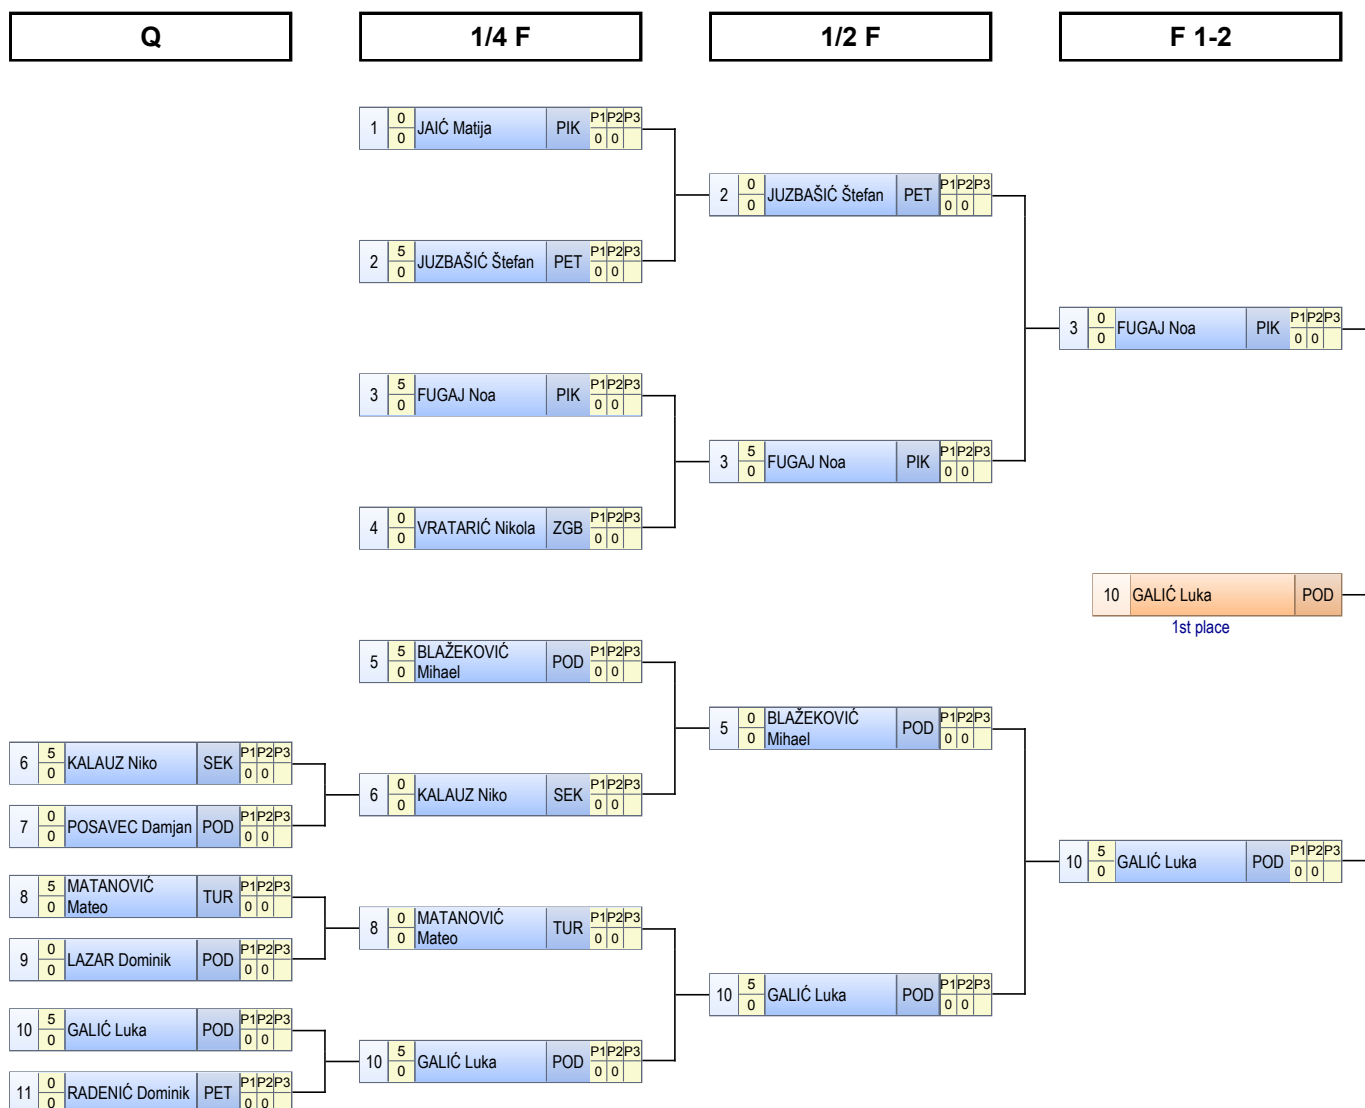 Q
1/4 F
1/2 F
F 1-2
1 0 JAIĆ Matija PIK P1 P2 P3
0 0 0
2 5 JUZBAŠIĆ Štefan PET P1 P2 P3
0 0 0
3 5 FUGAJ Noa PIK P1 P2 P3
0 0 0
4 0 VRATARIĆ Nikola ZGB P1 P2 P3
0 0 0
5 5 BLAŽEKOVIĆ POD P1 P2 P3
0 Mihael 0 0
6 5 KALAUZ Niko SEK P1 P2 P3
0 0 0
7 0 POSAVEC Damjan POD P1 P2 P3
0 0 0
8 5 MATANOVIĆ TUR P1 P2 P3
0 Mateo 0 0
9 0 LAZAR Dominik POD P1 P2 P3
0 0 0
10 5 GALIĆ Luka POD P1 P2 P3
0 0 0
11 0 RADENIĆ Dominik PET P1 P2 P3
0 0 0
6 0 KALAUZ Niko SEK P1 P2 P3
0 0 0
8 0 MATANOVIĆ TUR P1 P2 P3
0 Mateo 0 0
10 5 GALIĆ Luka POD P1 P2 P3
0 0 0
2 0 JUZBAŠIĆ Štefan PET P1 P2 P3
0 0 0
3 5 FUGAJ Noa PIK P1 P2 P3
0 0 0
5 0 BLAŽEKOVIĆ POD P1 P2 P3
0 Mihael 0 0
10 5 GALIĆ Luka POD P1 P2 P3
0 0 0
3 0 FUGAJ Noa PIK P1 P2 P3
0 0 0
10 GALIĆ Luka POD
1st place
10 5 GALIĆ Luka POD P1 P2 P3
0 0 0